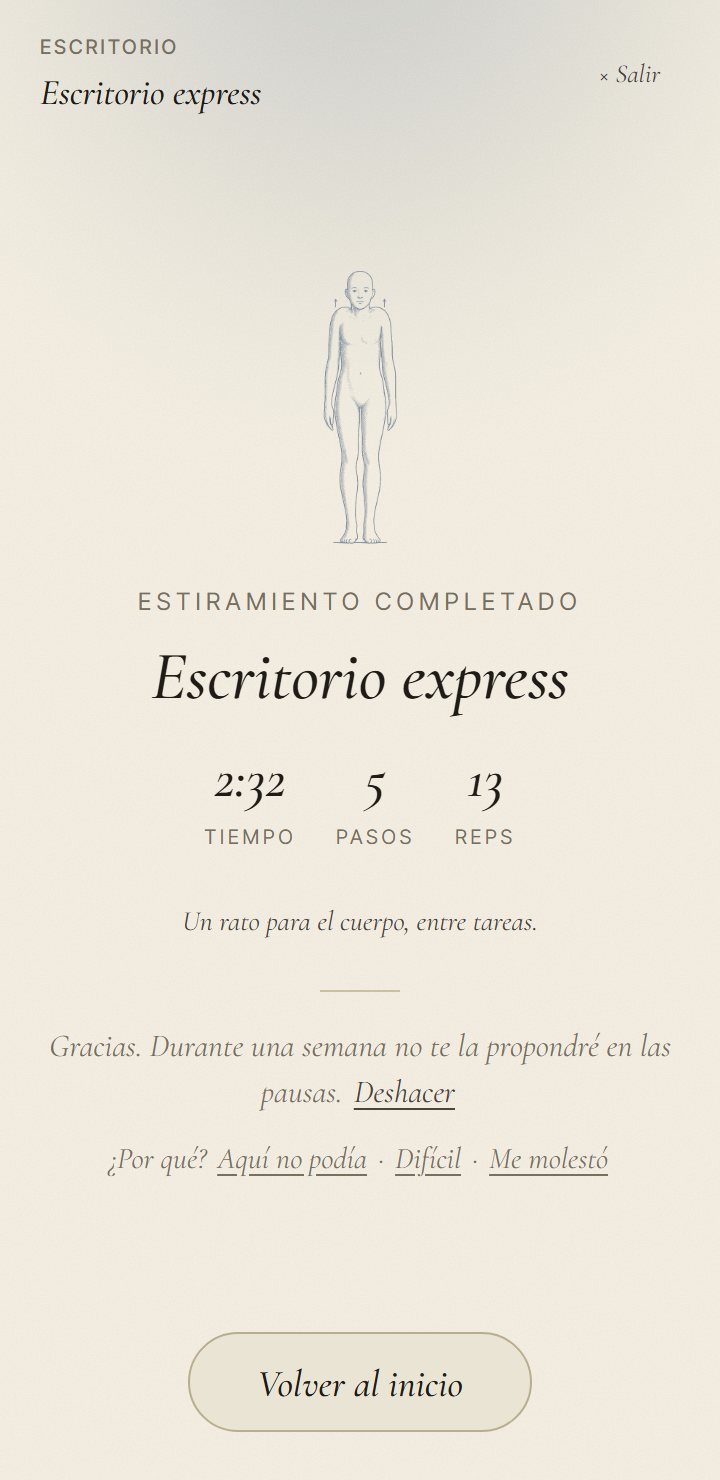 ESCRITORIO
Escritorio express
× Salir
ESTIRAMIENTO COMPLETADO
Escritorio express
2:32 5 13
TIEMPO PASOS REPS
Un rato para el cuerpo, entre tareas.
Gracias. Durante una semana no te la propondré en las
pausas. Deshacer
¿Por qué? Aquí no podía · Difícil · Me molestó
Volver al inicio